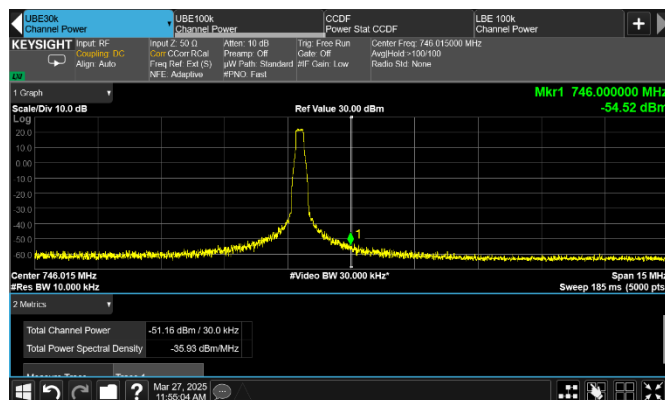 UBE30k
Channel Power
UBE100k
Channel Power
CCDF
Power Stat CCDF
LBE 100k
Channel Power
KEYSIGHT
Input: RF
Coupling: DC
Align: Auto
Input Z: 50 Ω
Corr CCorr RCal
Freq Ref: Ext (S)
NFE: Adaptive
Atten: 10 dB
Preamp: Off
µW Path: Standard
#PNO: Fast
Trig: Free Run
Gate: Off
#IF Gain: Low
Center Freq: 746.015000 MHz
Avg|Hold >100/100
Radio Std: None
1 Graph
Mkr1 746.000000 MHz
-54.52 dBm
Scale/Div 10.0 dB
Ref Value 30.00 dBm
Log
20.0
10.0
0.00
-10.0
-20.0
-30.0
-40.0
-50.0
-60.0
1
Center 746.015 MHz
#Video BW 30.000 kHz*
Span 15 MHz
#Res BW 10.000 kHz
Sweep 185 ms (5000 pts
2 Metrics
Total Channel Power
-51.16 dBm / 30.0 kHz
Total Power Spectral Density
-35.93 dBm/MHz
Mar 27, 2025
11:55:04 AM